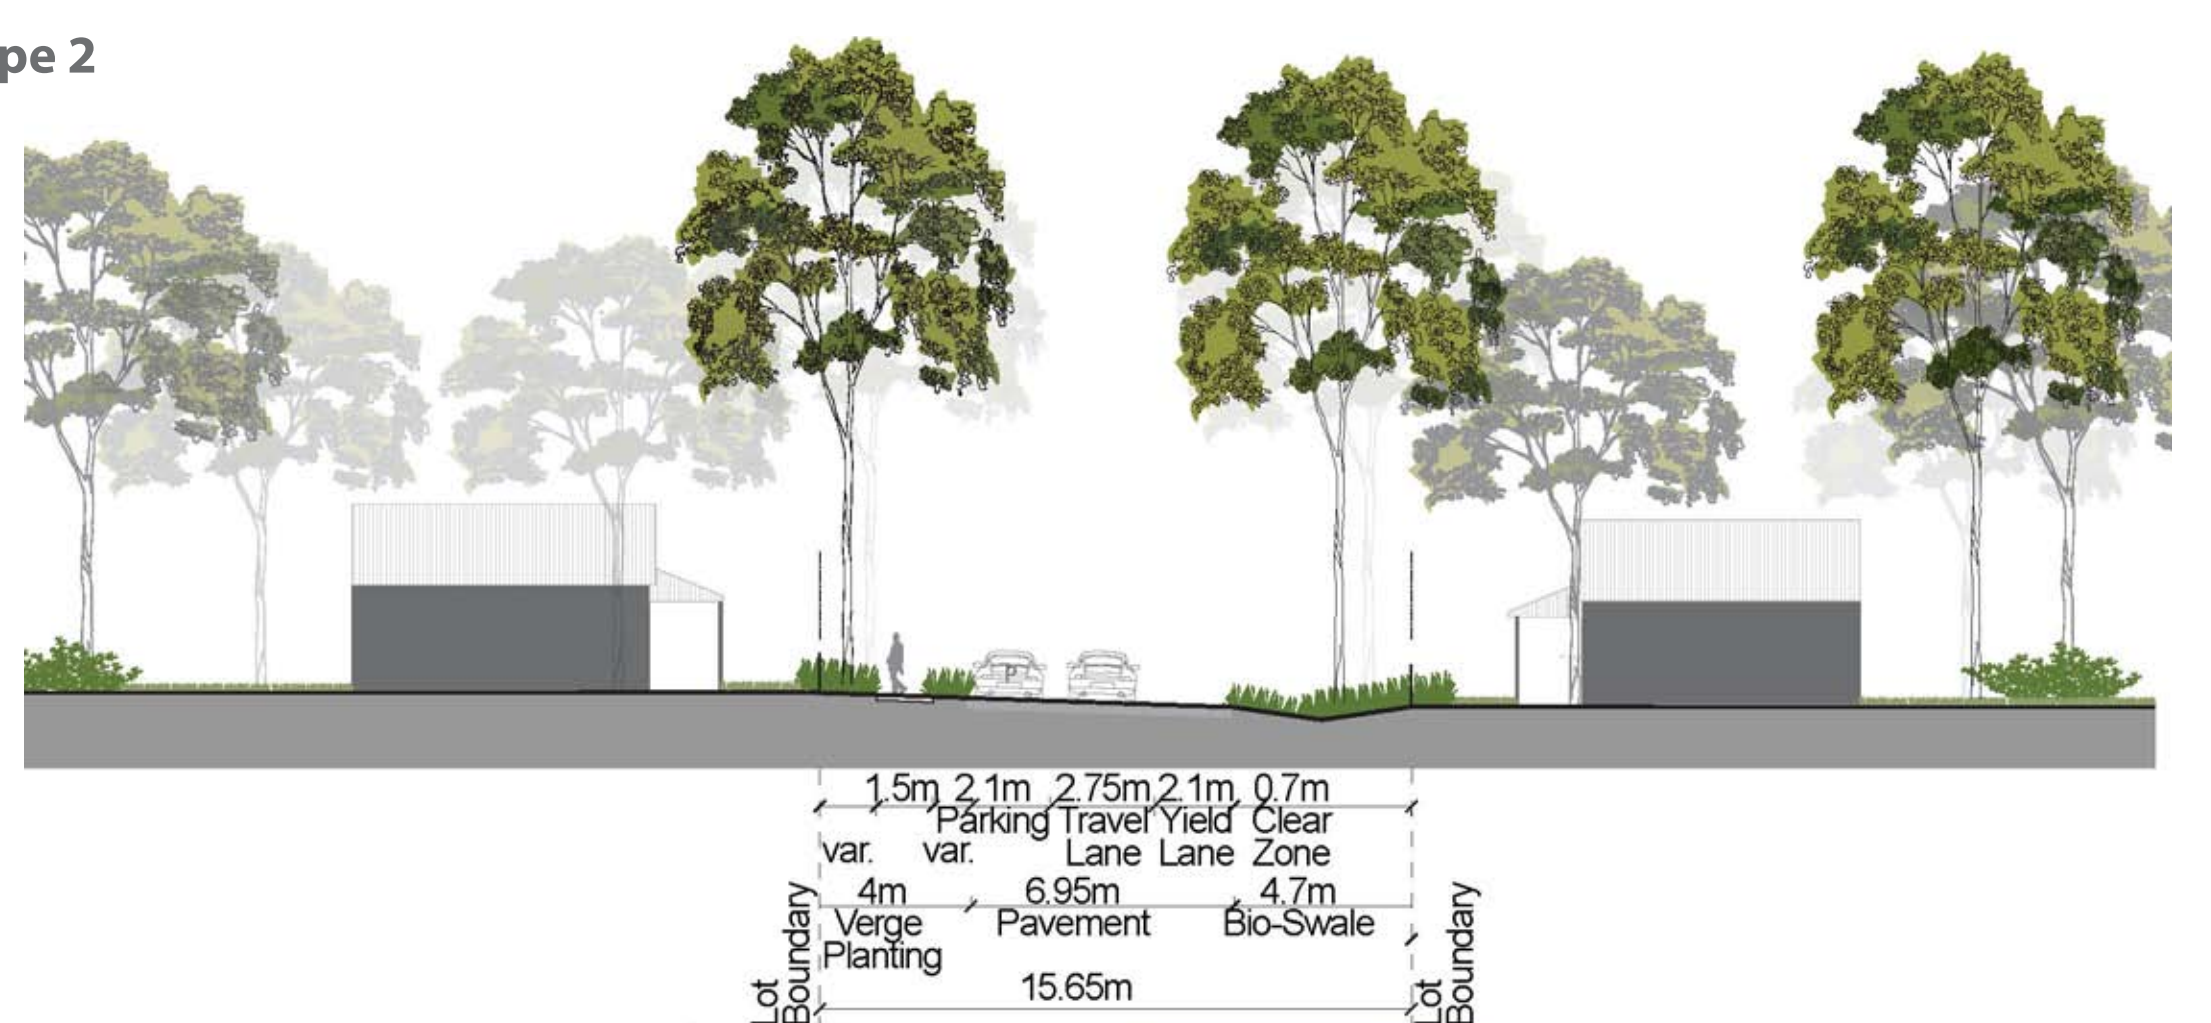 pe 2
P
1.5m 2.1m 2.75m 2.1m 0.7m
Parking Travel Yield Clear
var. var. Lane Lane Zone
4m 6.95m 4.7m
Verge Pavement Bio-Swale
Planting
15.65m
Lot
Boundary
Lot
Boundary